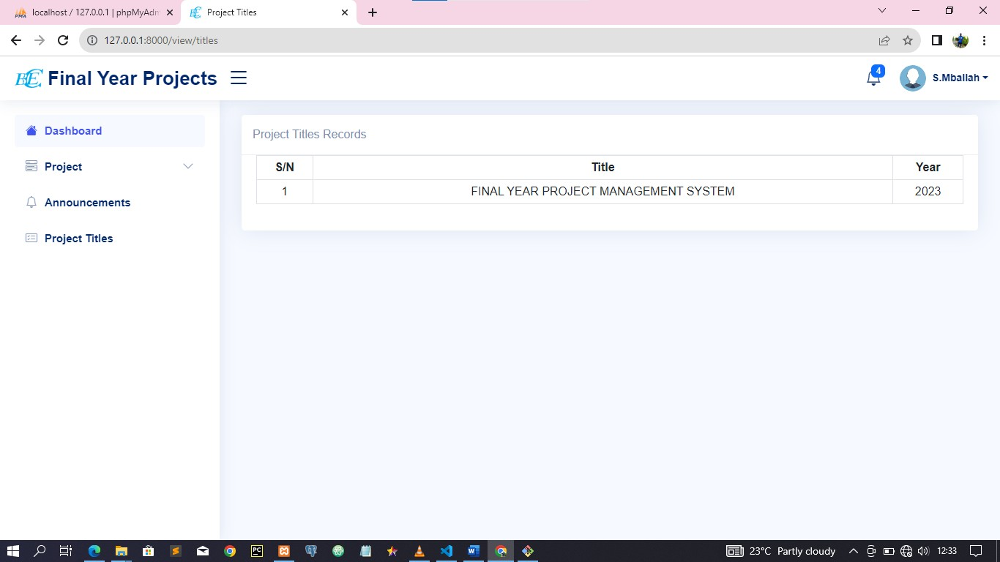 localhost / 127.0.0.1 | phpMyAdm
Project Titles
127.0.0.1:8000/view/titles
Final Year Projects
4
S.Mballah
Dashboard
Project
Announcements
Project Titles
Project Titles Records
S/N Title Year
1 FINAL YEAR PROJECT MANAGEMENT SYSTEM 2023
23°C Partly cloudy
12:33